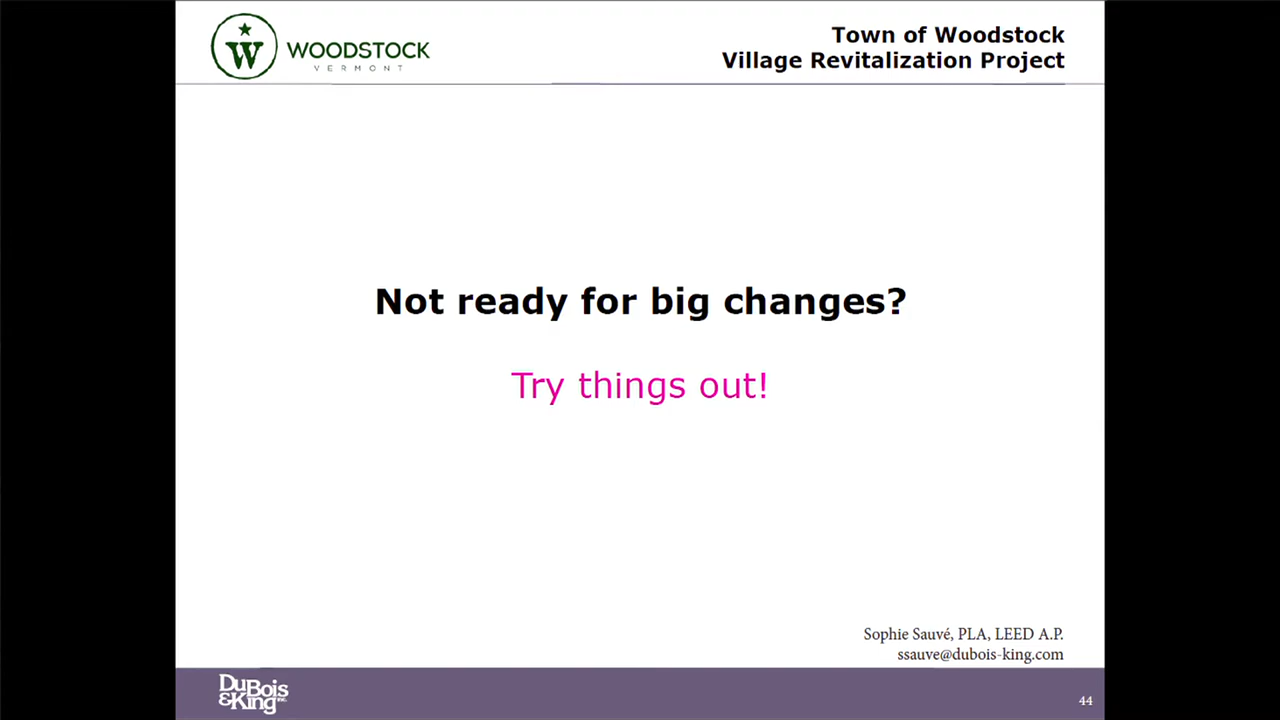 W
WOODSTOCK
VERMONT
Town of Woodstock
Village Revitalization Project
Not ready for big changes?
Try things out!
Sophie Sauvé, PLA, LEED A.P.
ssauve@dubois-king.com
DuBois
&King INC.
44